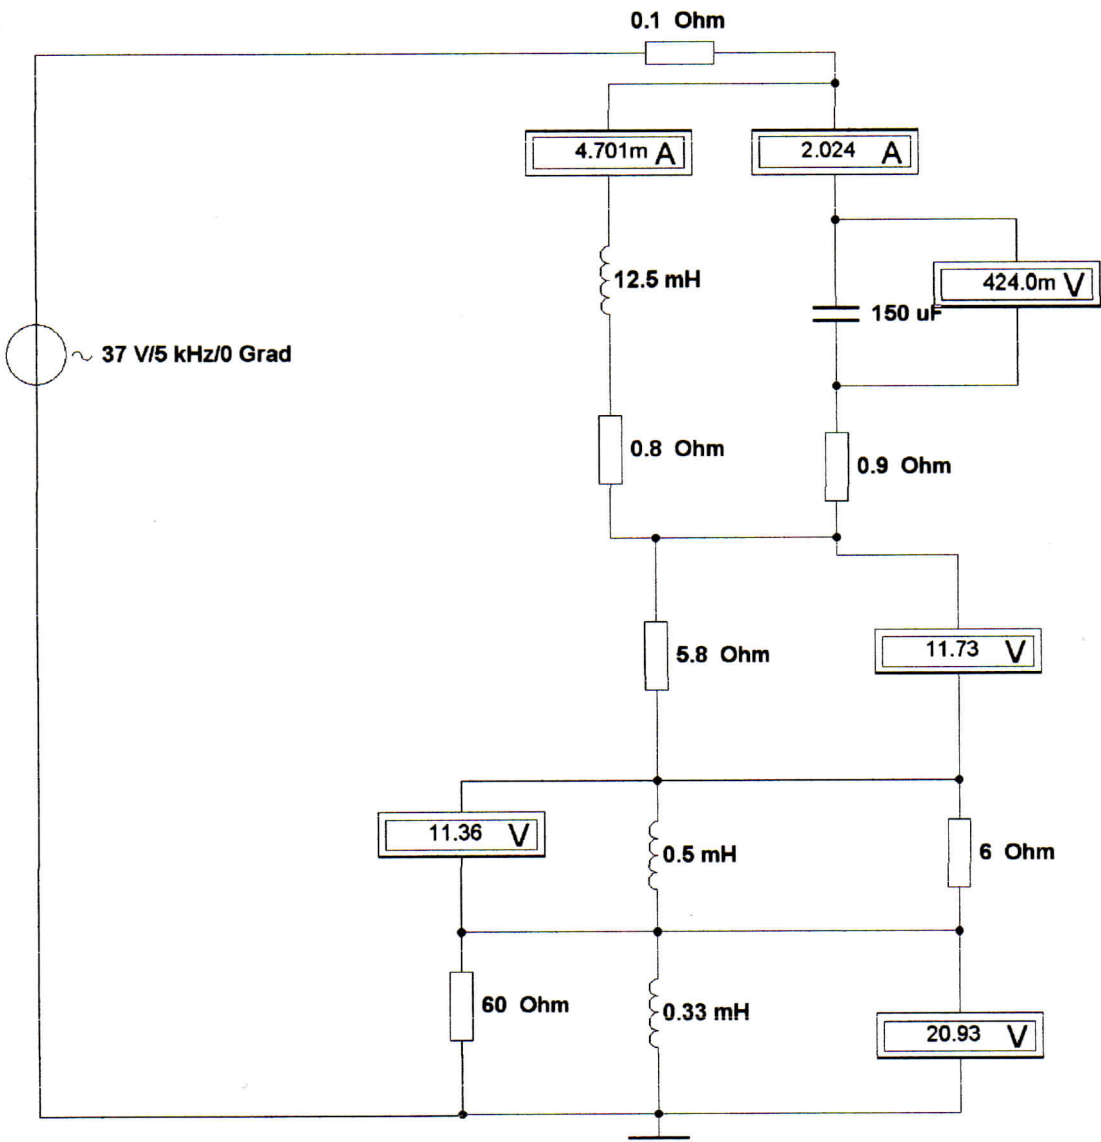 0.1 Ohm
4.701m A
2.024 A
12.5 mH
424.0m V
150 uF
37 V/5 kHz/0 Grad
0.8 Ohm
0.9 Ohm
5.8 Ohm
11.73 V
11.36 V
0.5 mH
6 Ohm
60 Ohm
0.33 mH
20.93 V